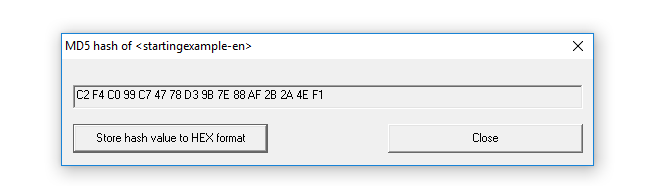 MD5 hash of <startingexample-en>
C2 F4 C0 99 C7 47 78 D3 9B 7E 88 AF 2B 2A 4E F1
Store hash value to HEX format
Close